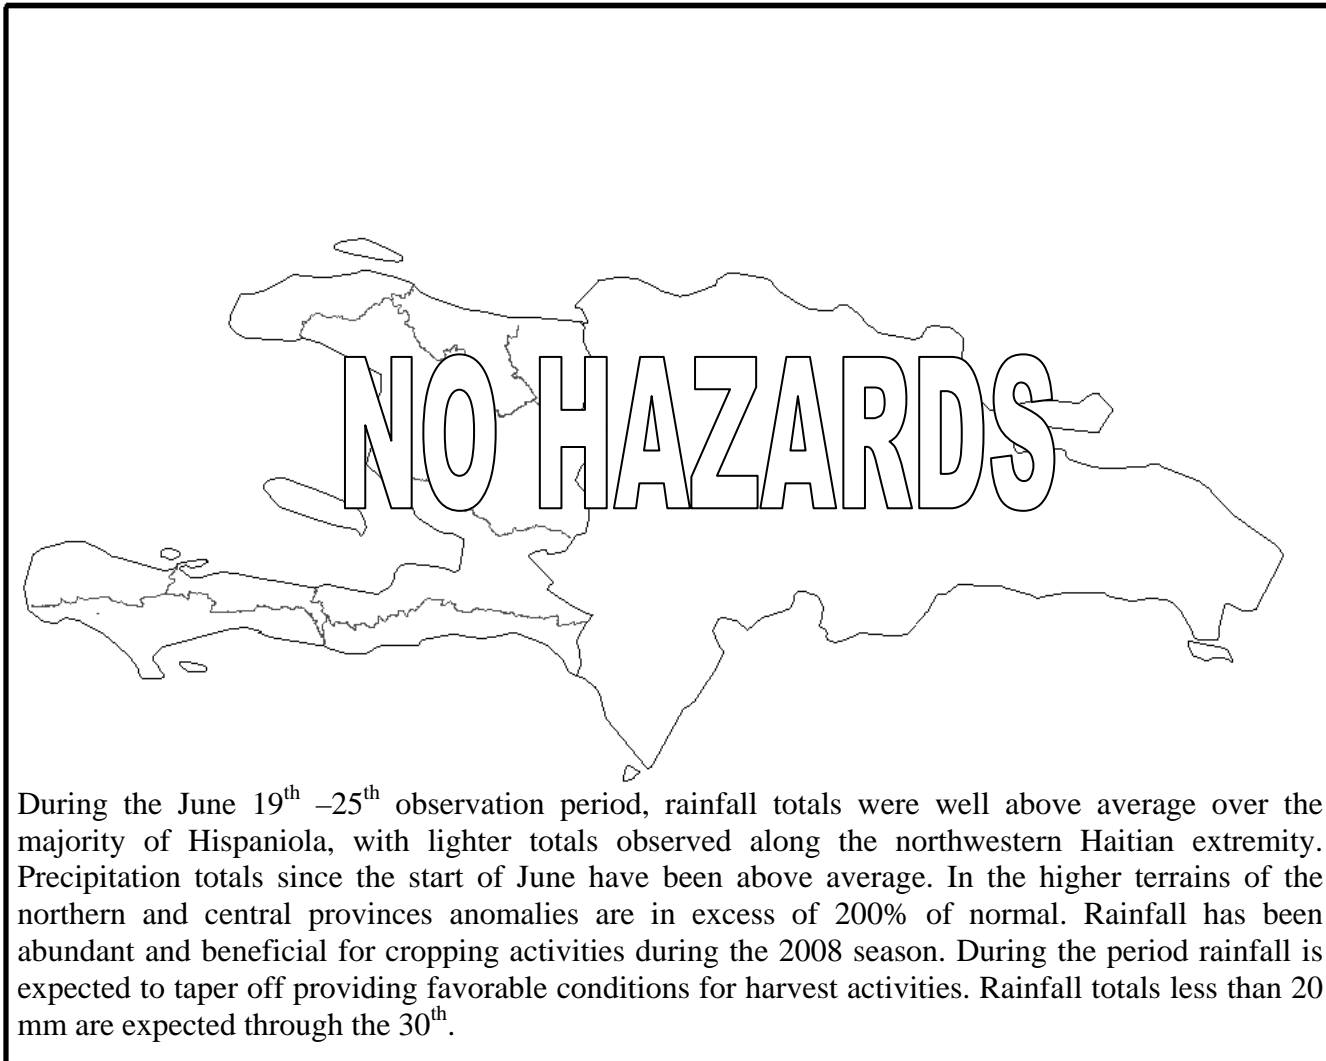 NO HAZARDS
During the June 19th –25th observation period, rainfall totals were well above average over the
majority of Hispaniola, with lighter totals observed along the northwestern Haitian extremity.
Precipitation totals since the start of June have been above average. In the higher terrains of the
northern and central provinces anomalies are in excess of 200% of normal. Rainfall has been
abundant and beneficial for cropping activities during the 2008 season. During the period rainfall is
expected to taper off providing favorable conditions for harvest activities. Rainfall totals less than 20
mm are expected through the 30th.